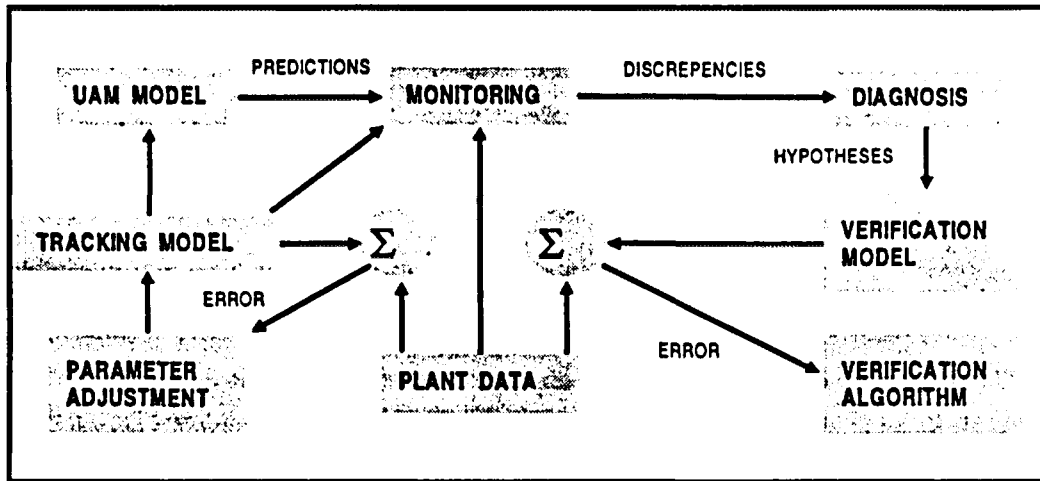 PREDICTIONS
DISCREPENCIES
UAM MODEL
MONITORING
DIAGNOSIS
HYPOTHESES
TRACKING MODEL
Σ
Σ
VERIFICATION
MODEL
ERROR
ERROR
PARAMETER
ADJUSTMENT
PLANT DATA
VERIFICATION
ALGORITHM